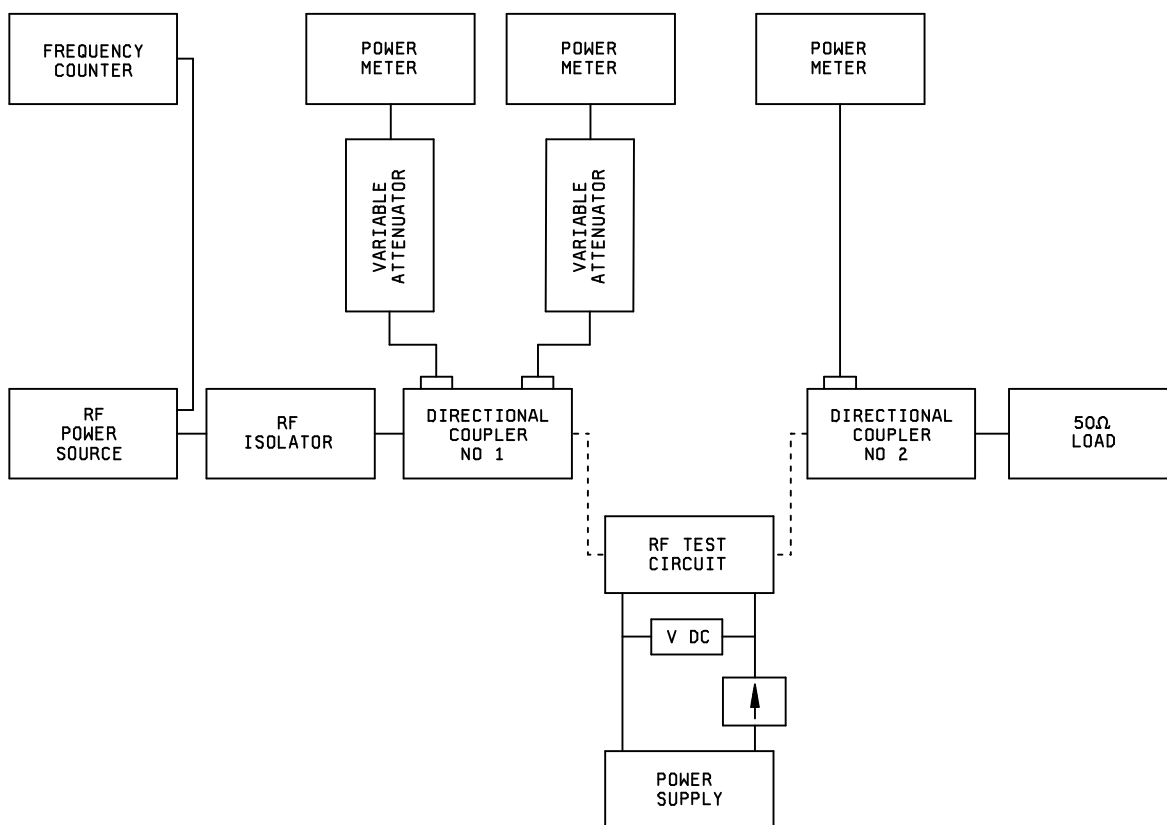 FREQUENCY
COUNTER
POWER
METER
POWER
METER
POWER
METER
VARIABLE
ATTENUATOR
VARIABLE
ATTENUATOR
RF
POWER
SOURCE
RF
ISOLATOR
DIRECTIONAL
COUPLER
NO 1
DIRECTIONAL
COUPLER
NO 2
50Ω
LOAD
RF TEST
CIRCUIT
V DC
POWER
SUPPLY